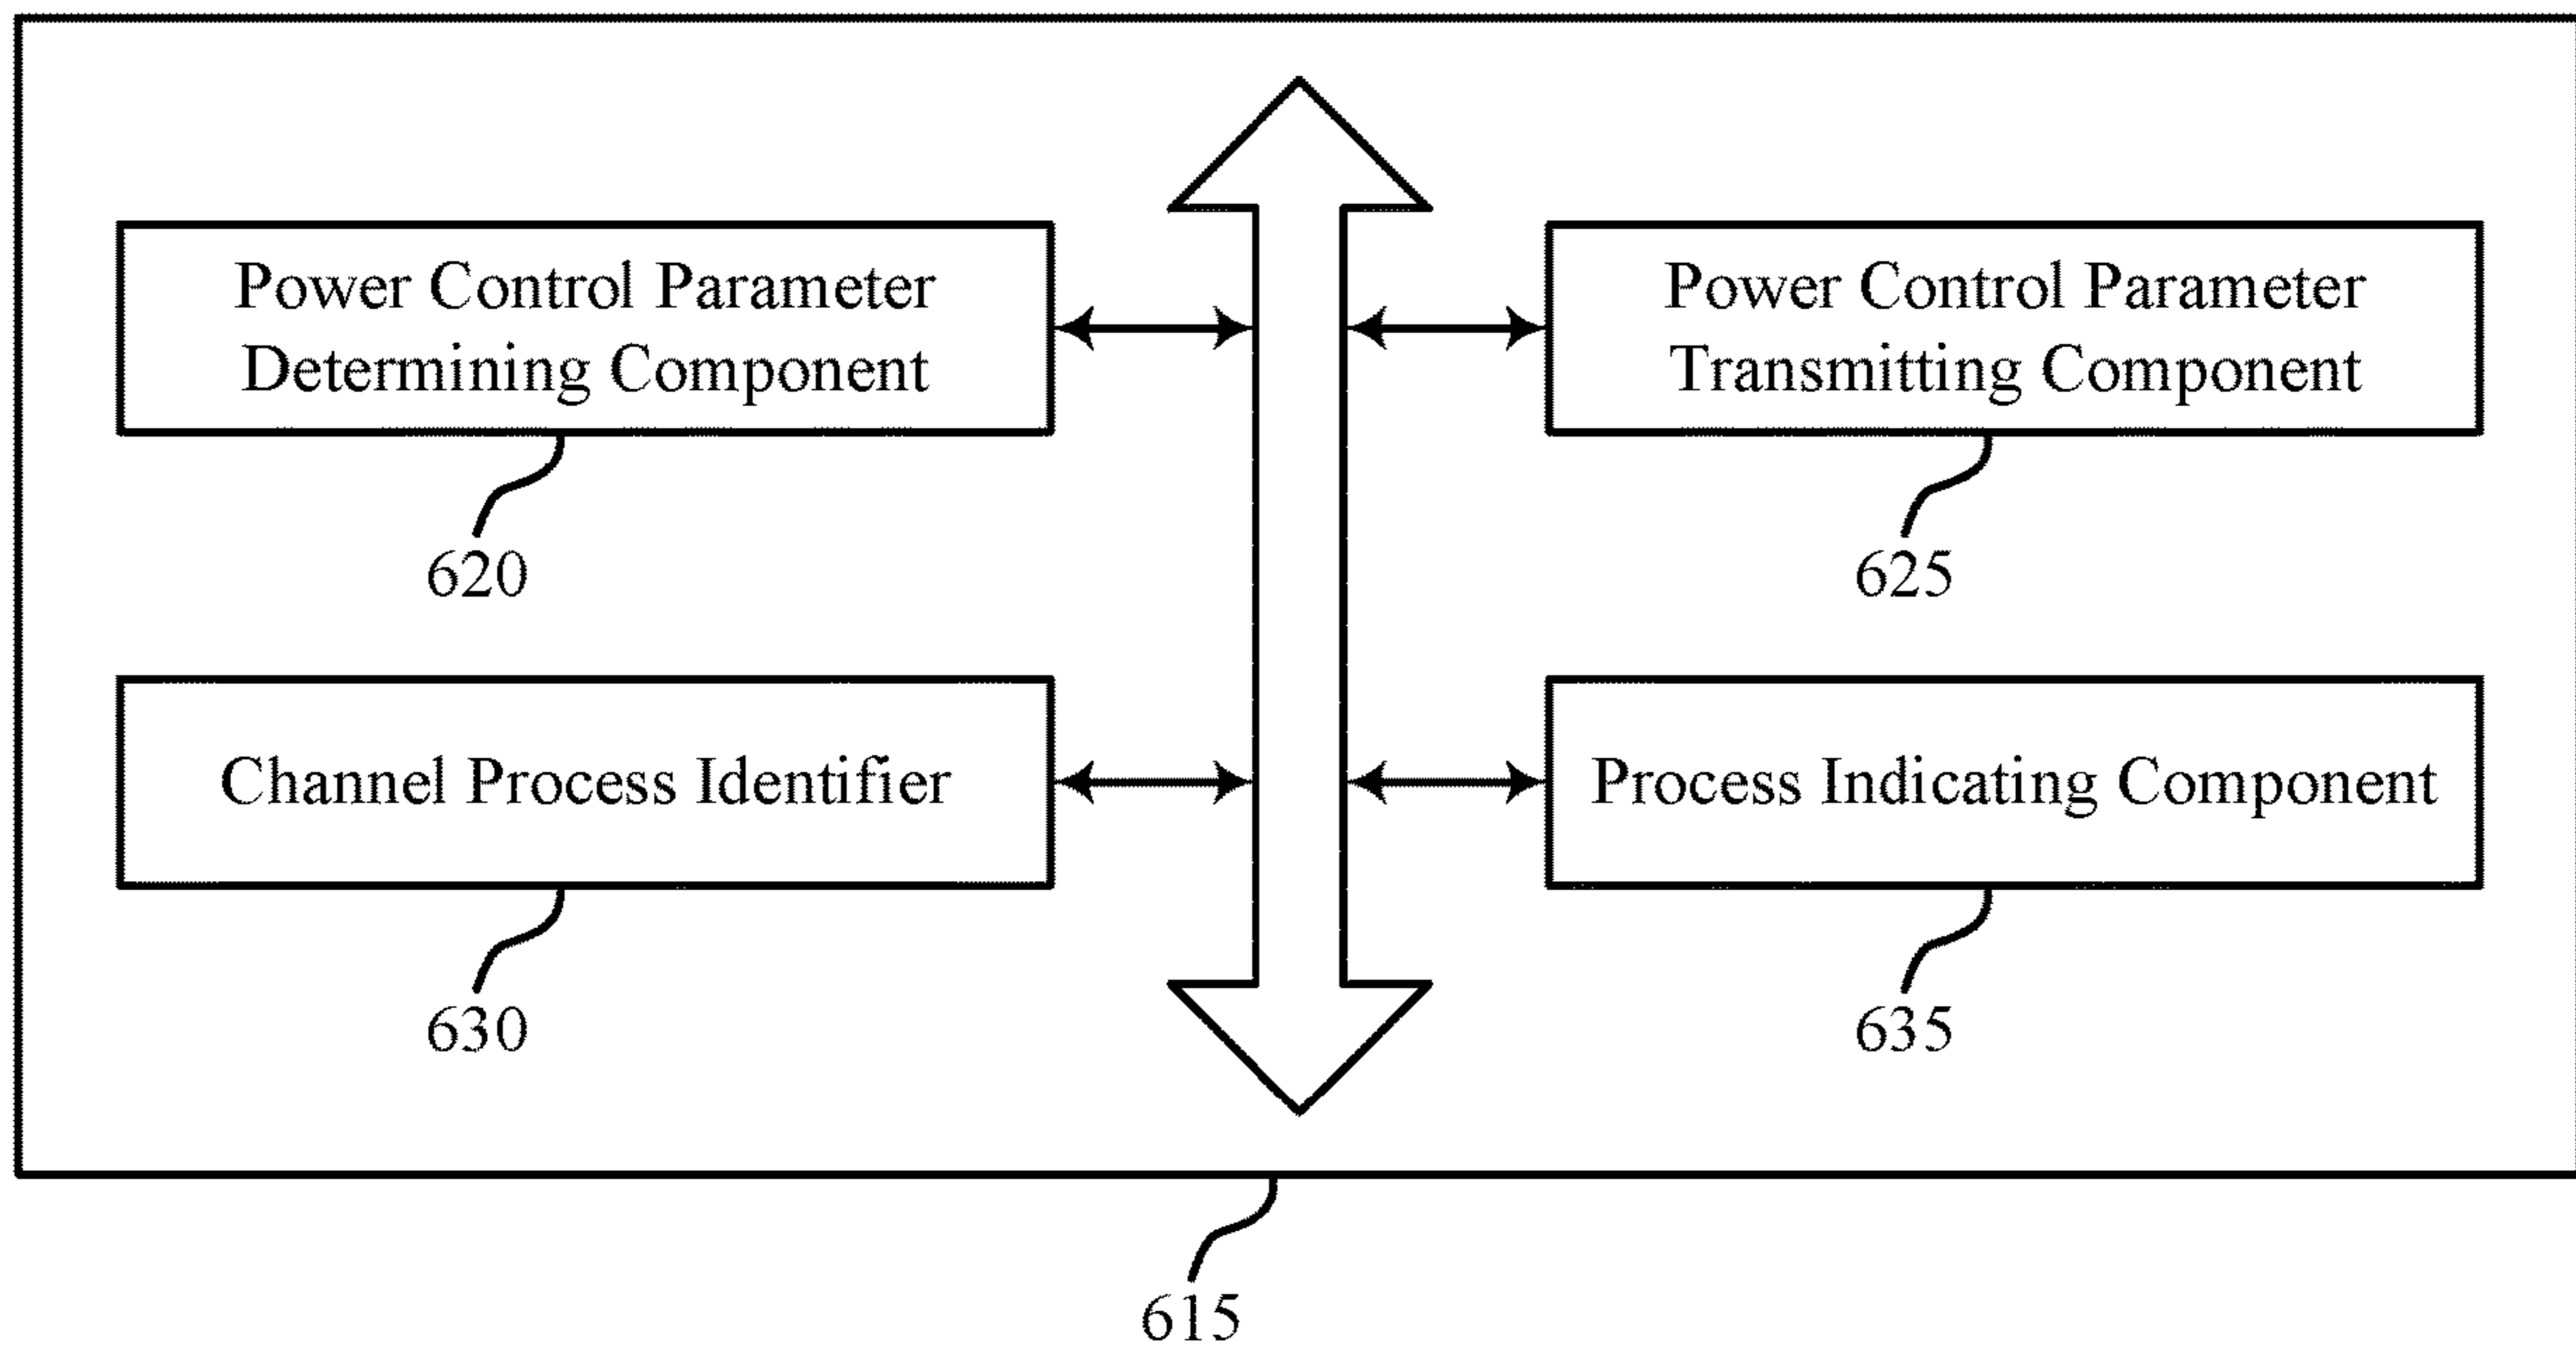 Power Control Parameter
Determining Component
620
Power Control Parameter
Transmitting Component
625
Channel Process Identifier
630
Process Indicating Component
635
615